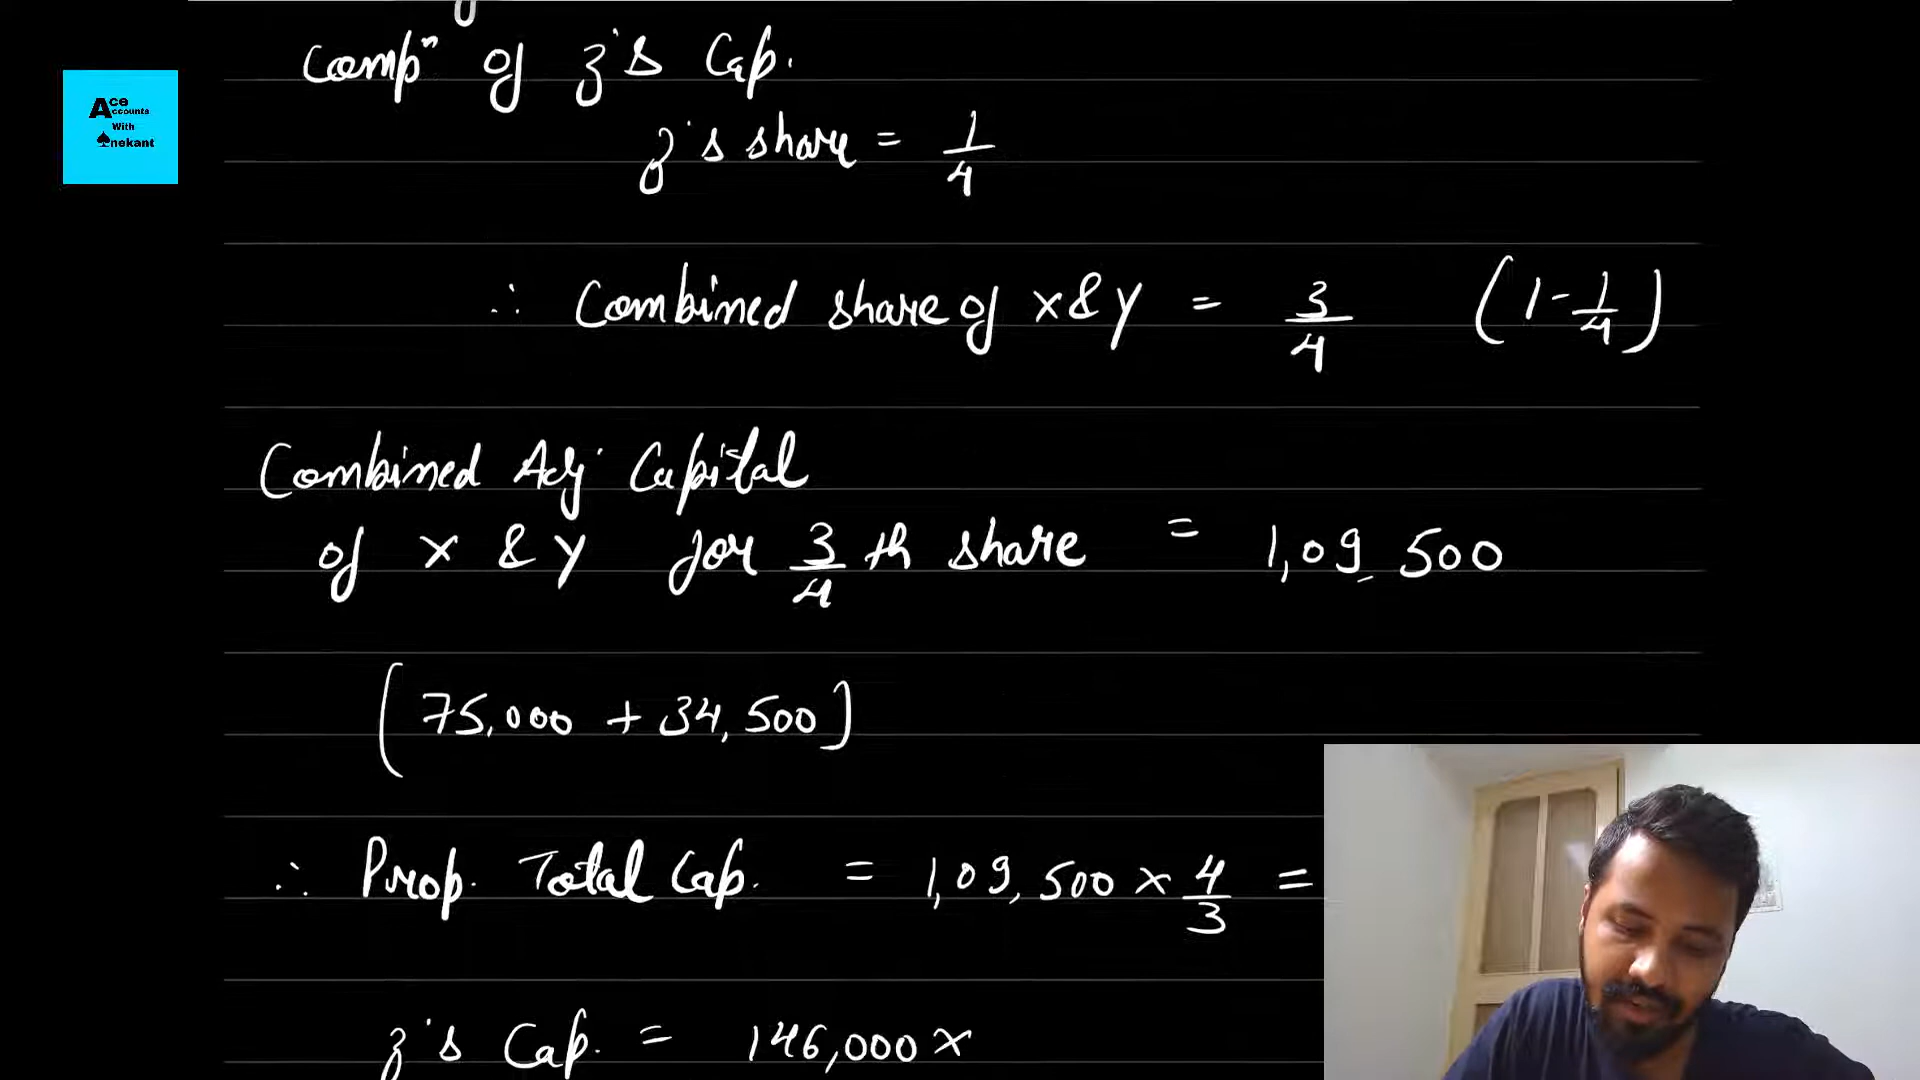 Ace
Accounts
With
Anekant
Compⁿ of z's Cap.
z's share = 1/4
∴ Combined share of X & Y = 3/4 (1 - 1/4)
Combined Adj Capital
of X & Y for 3/4 th share = 1,09,500
(75,000 + 34,500)
∴ Prop. Total Cap. = 1,09,500 × 4/3 =
z's Cap. = 146,000 ×